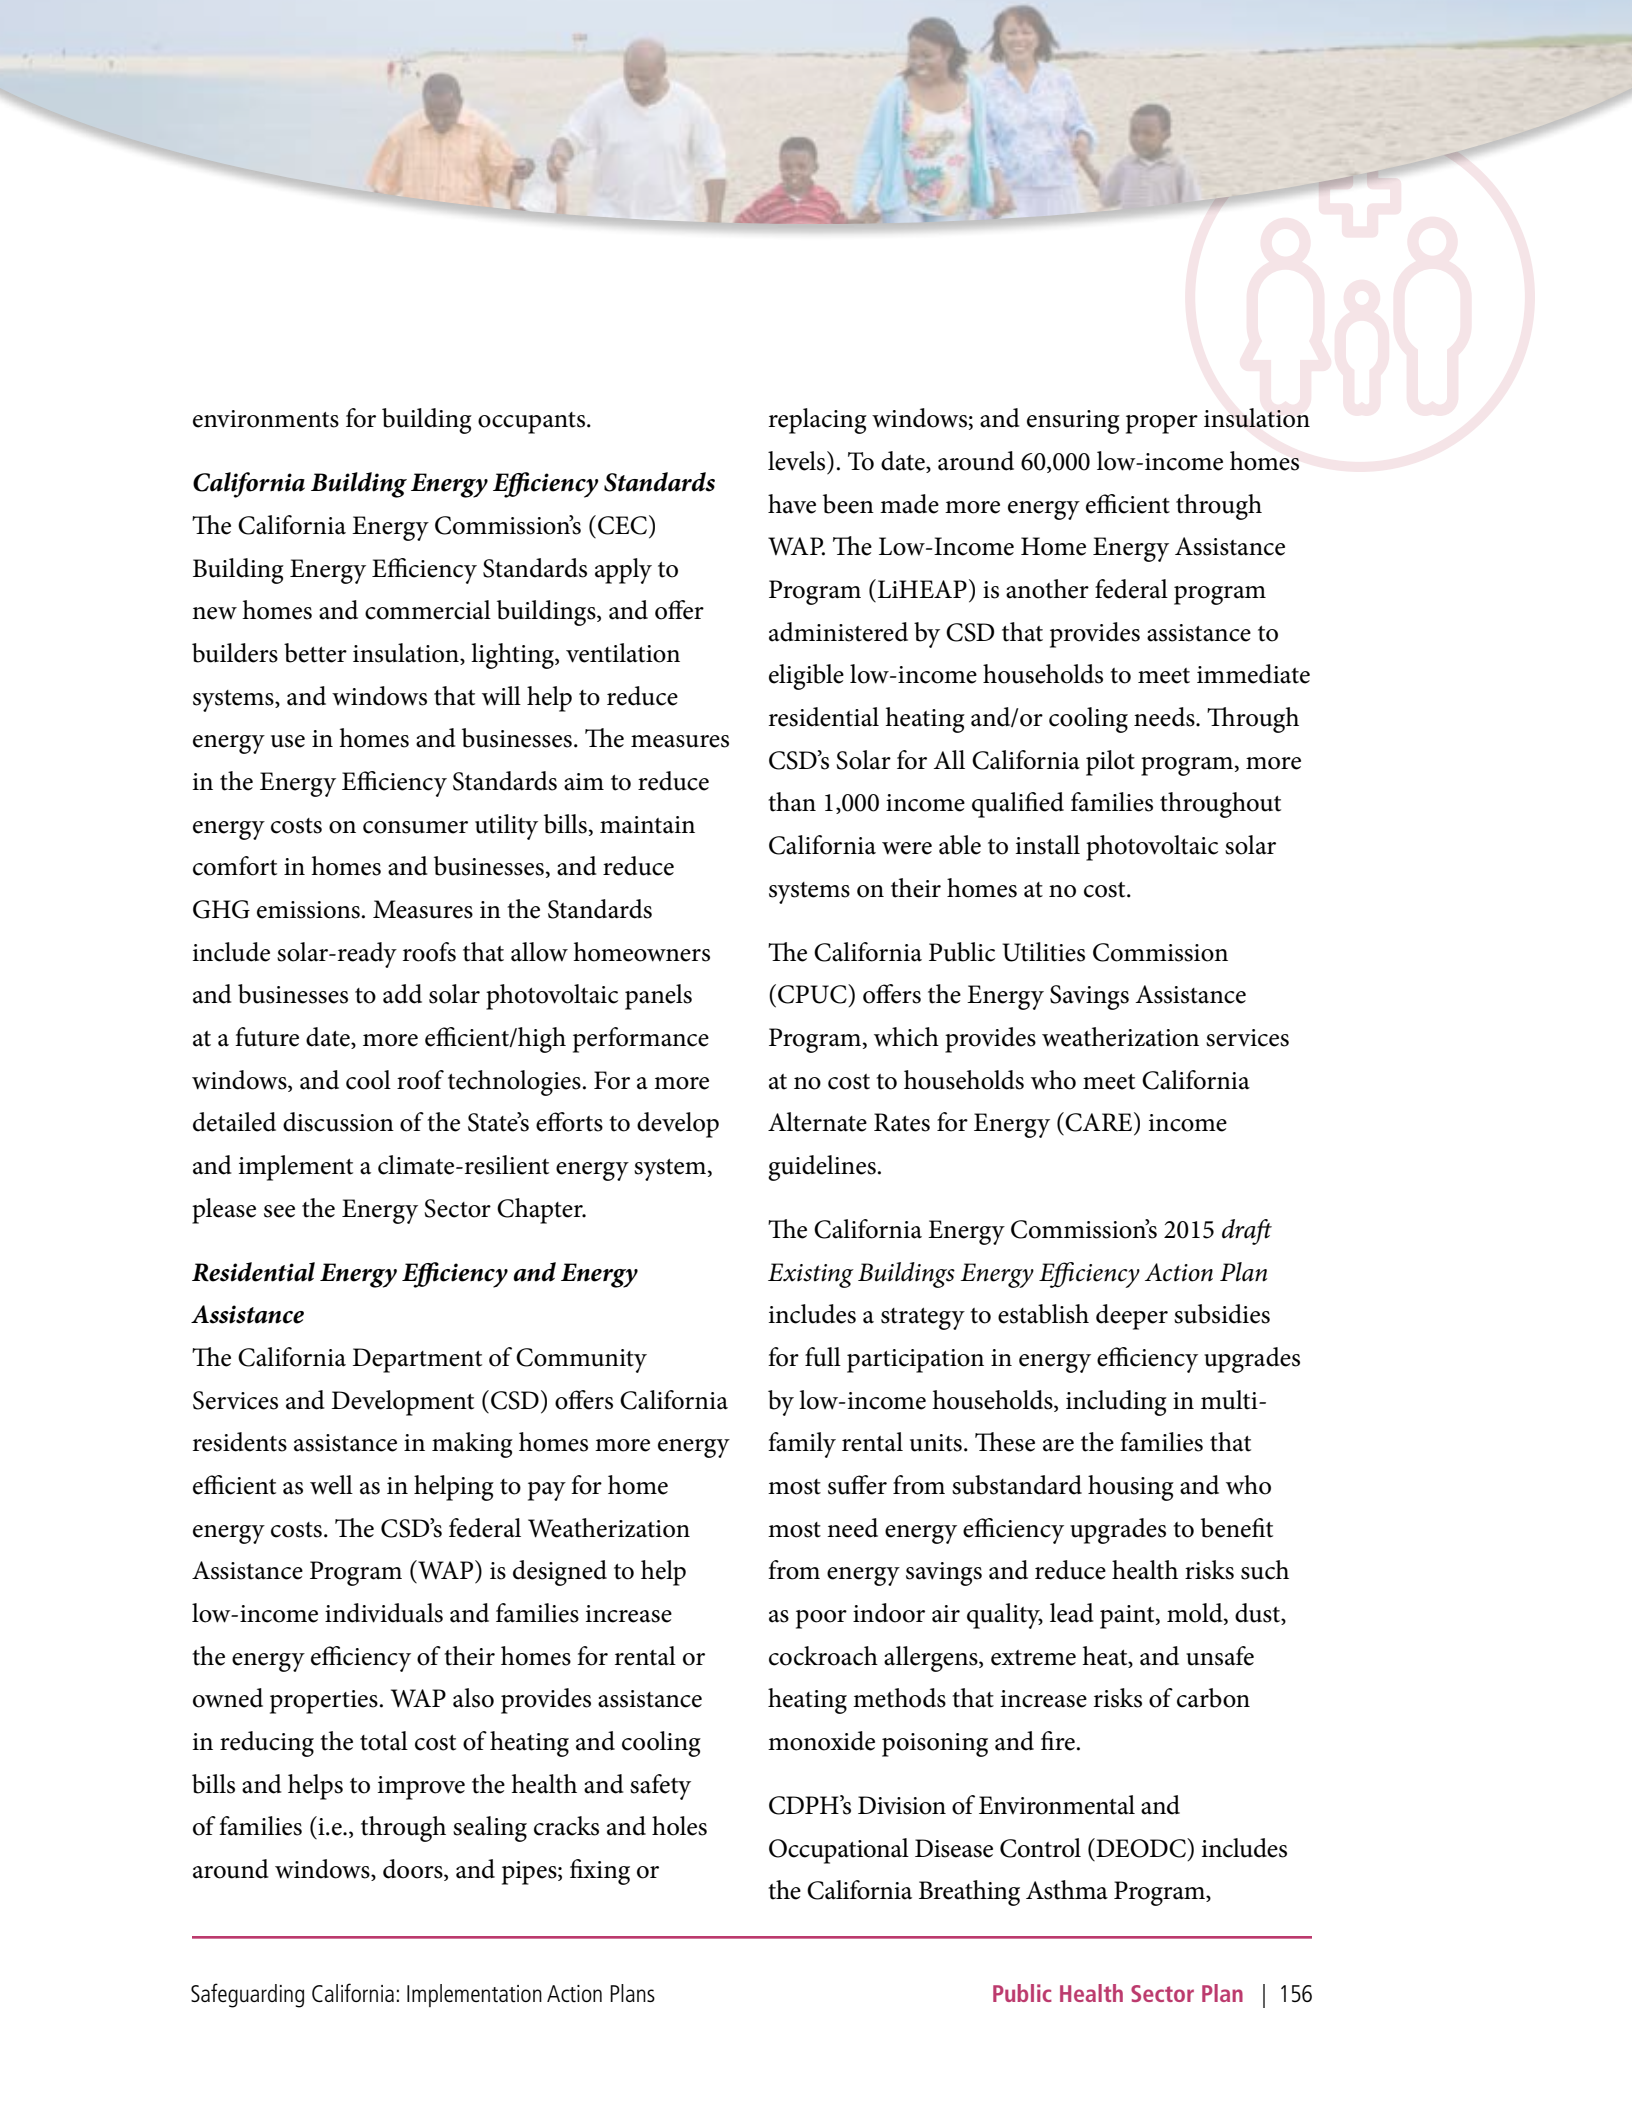 environments for building occupants.
California Building Energy Efficiency Standards
The California Energy Commission’s (CEC)
Building Energy Efficiency Standards apply to
new homes and commercial buildings, and offer
builders better insulation, lighting, ventilation
systems, and windows that will help to reduce
energy use in homes and businesses. The measures
in the Energy Efficiency Standards aim to reduce
energy costs on consumer utility bills, maintain
comfort in homes and businesses, and reduce
GHG emissions. Measures in the Standards
include solar-ready roofs that allow homeowners
and businesses to add solar photovoltaic panels
at a future date, more efficient/high performance
windows, and cool roof technologies. For a more
detailed discussion of the State’s efforts to develop
and implement a climate-resilient energy system,
please see the Energy Sector Chapter.
Residential Energy Efficiency and Energy
Assistance
The California Department of Community
Services and Development (CSD) offers California
residents assistance in making homes more energy
efficient as well as in helping to pay for home
energy costs. The CSD’s federal Weatherization
Assistance Program (WAP) is designed to help
low-income individuals and families increase
the energy efficiency of their homes for rental or
owned properties. WAP also provides assistance
in reducing the total cost of heating and cooling
bills and helps to improve the health and safety
of families (i.e., through sealing cracks and holes
around windows, doors, and pipes; fixing or
replacing windows; and ensuring proper insulation
levels). To date, around 60,000 low-income homes
have been made more energy efficient through
WAP. The Low-Income Home Energy Assistance
Program (LiHEAP) is another federal program
administered by CSD that provides assistance to
eligible low-income households to meet immediate
residential heating and/or cooling needs. Through
CSD’s Solar for All California pilot program, more
than 1,000 income qualified families throughout
California were able to install photovoltaic solar
systems on their homes at no cost.
The California Public Utilities Commission
(CPUC) offers the Energy Savings Assistance
Program, which provides weatherization services
at no cost to households who meet California
Alternate Rates for Energy (CARE) income
guidelines.
The California Energy Commission’s 2015 draft
Existing Buildings Energy Efficiency Action Plan
includes a strategy to establish deeper subsidies
for full participation in energy efficiency upgrades
by low-income households, including in multi-
family rental units. These are the families that
most suffer from substandard housing and who
most need energy efficiency upgrades to benefit
from energy savings and reduce health risks such
as poor indoor air quality, lead paint, mold, dust,
cockroach allergens, extreme heat, and unsafe
heating methods that increase risks of carbon
monoxide poisoning and fire.
CDPH’s Division of Environmental and
Occupational Disease Control (DEODC) includes
the California Breathing Asthma Program,
Safeguarding California: Implementation Action Plans
Public Health Sector Plan | 156